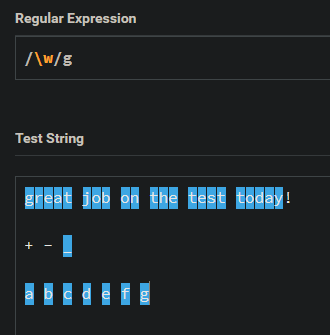 Regular Expression
/\w/g
Test String
great job on the test today!
+ - _
a b c d e f g